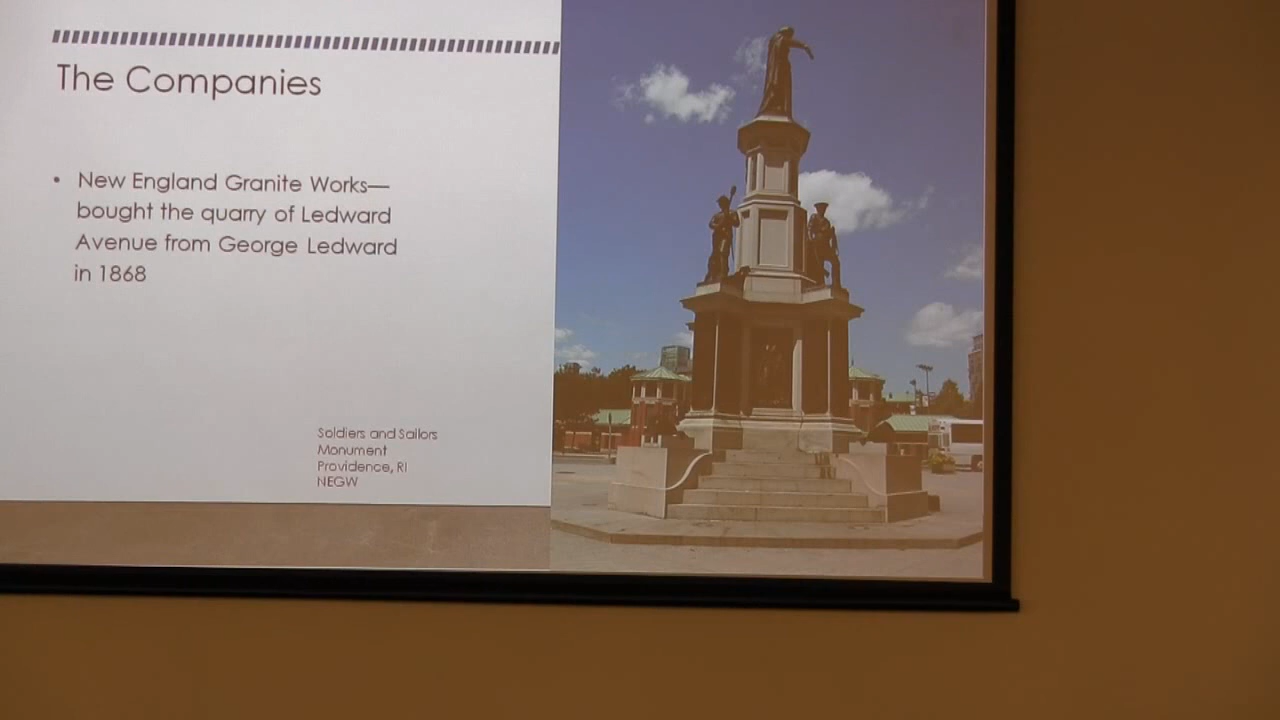 The Companies
• New England Granite Works—
bought the quarry of Ledward
Avenue from George Ledward
in 1868
Soldiers and Sailors
Monument
Providence, RI
NEGW